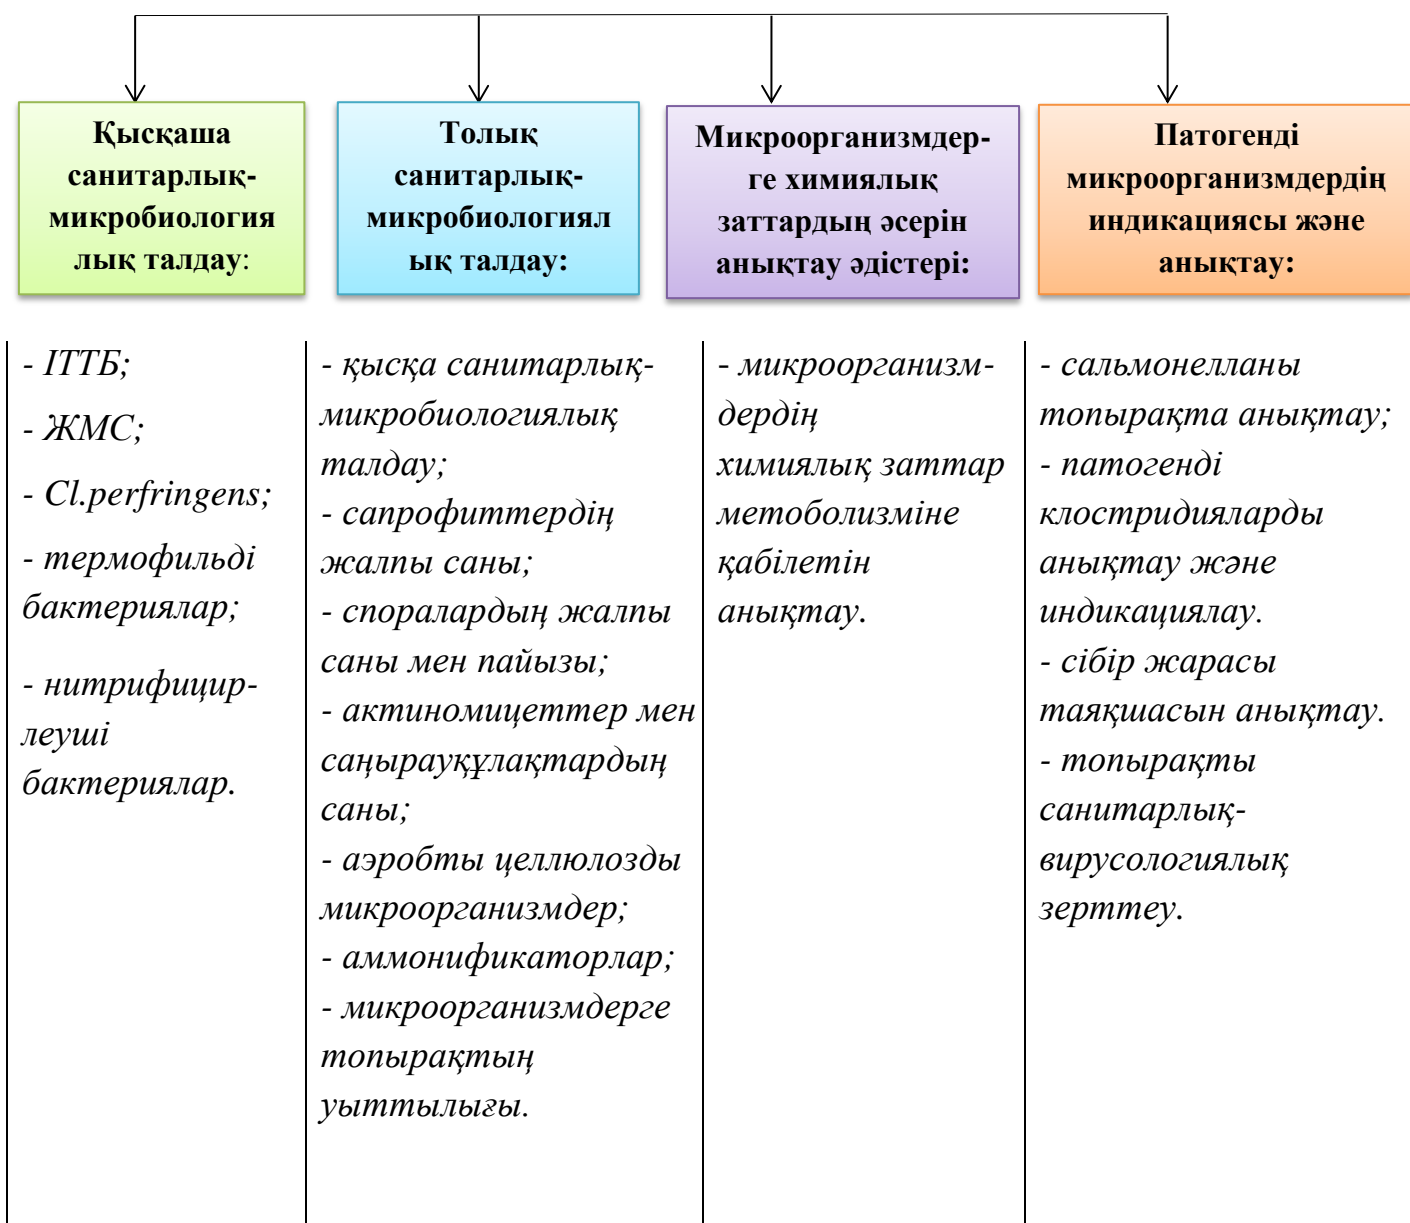 Қысқаша
санитарлық-
микробиология
лық талдау:
Толық
санитарлық-
микробиологиял
ық талдау:
Микроорганизмдер-
ге химиялық
заттардың әсерін
анықтау әдістері:
Патогенді
микроорганизмдердің
индикациясы және
анықтау:
- ІТТБ;
- ЖМС;
- Cl.perfringens;
- термофильді
бактериялар;
- нитрифицир-
леуші
бактериялар.
- қысқа санитарлық-
микробиологиялық
талдау;
- сапрофиттердің
жалпы саны;
- споралардың жалпы
саны мен пайызы;
- актиномицеттер мен
саңырауқұлақтардың
саны;
- аэробты целлюлозды
микроорганизмдер;
- аммонификаторлар;
- микроорганизмдерге
топырақтың
уыттылығы.
- микроорганизм-
дердің
химиялық заттар
метоболизміне
қабілетін
анықтау.
- сальмонелланы
топырақта анықтау;
- патогенді
клостридияларды
анықтау және
индикациялау.
- сібір жарасы
таяқшасын анықтау.
- топырақты
санитарлық-
вирусологиялық
зерттеу.